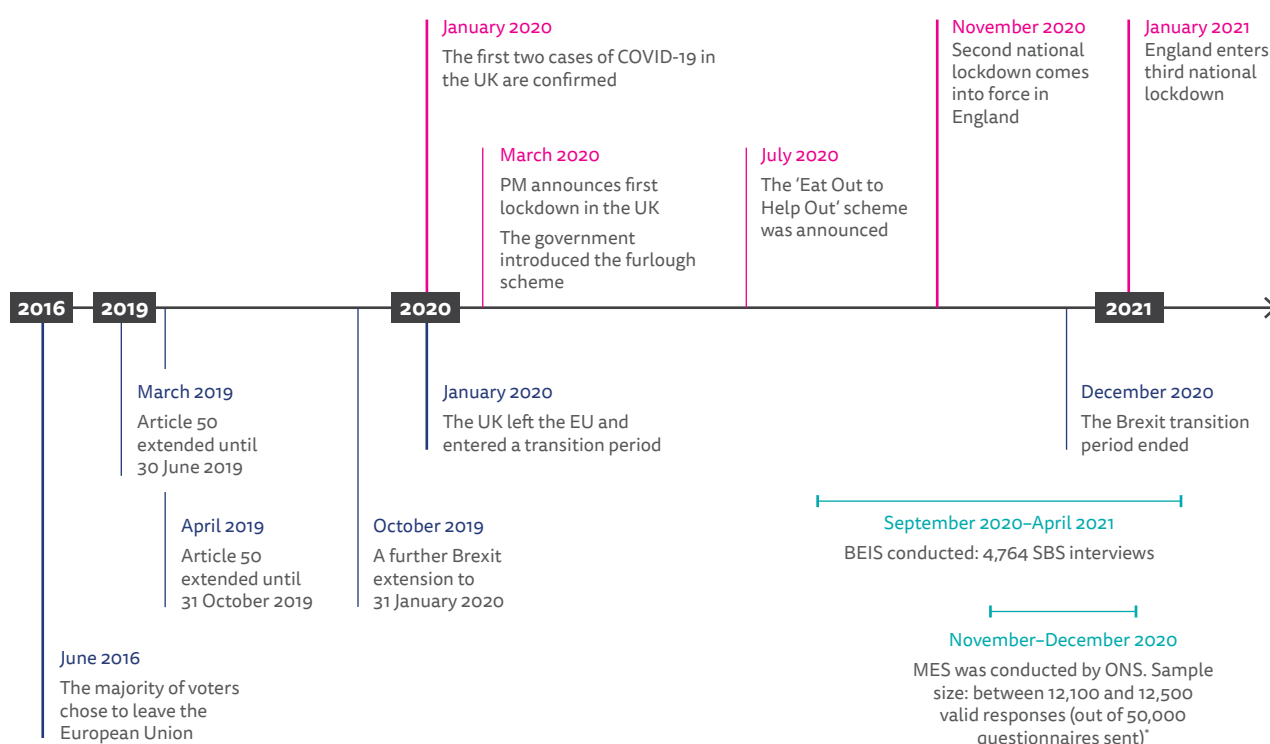 January 2020
The first two cases of COVID-19 in
the UK are confirmed
November 2020
Second national
lockdown comes
into force in
England
January 2021
England enters
third national
lockdown
March 2020
PM announces first
lockdown in the UK
The government
introduced the furlough
scheme
July 2020
The ‘Eat Out to
Help Out’ scheme
was announced
2016
2019
2020
2021
March 2019
Article 50
extended until
30 June 2019
January 2020
The UK left the EU and
entered a transition period
December 2020
The Brexit transition
period ended
April 2019
Article 50
extended until
31 October 2019
October 2019
A further Brexit
extension to
31 January 2020
September 2020–April 2021
BEIS conducted: 4,764 SBS interviews
June 2016
The majority of voters
chose to leave the
European Union
November–December 2020
MES was conducted by ONS. Sample
size: between 12,100 and 12,500
valid responses (out of 50,000
questionnaires sent)*